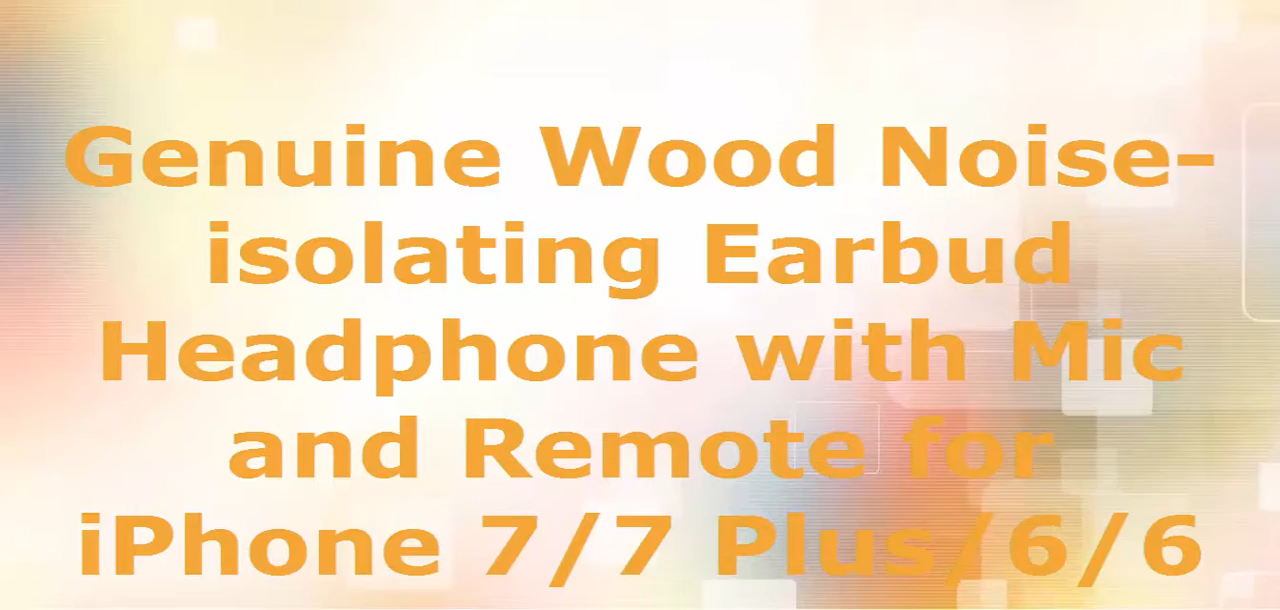 Genuine Wood Noise-
isolating Earbud
Headphone with Mic
and Remote for
iPhone 7/7 Plus/6/6